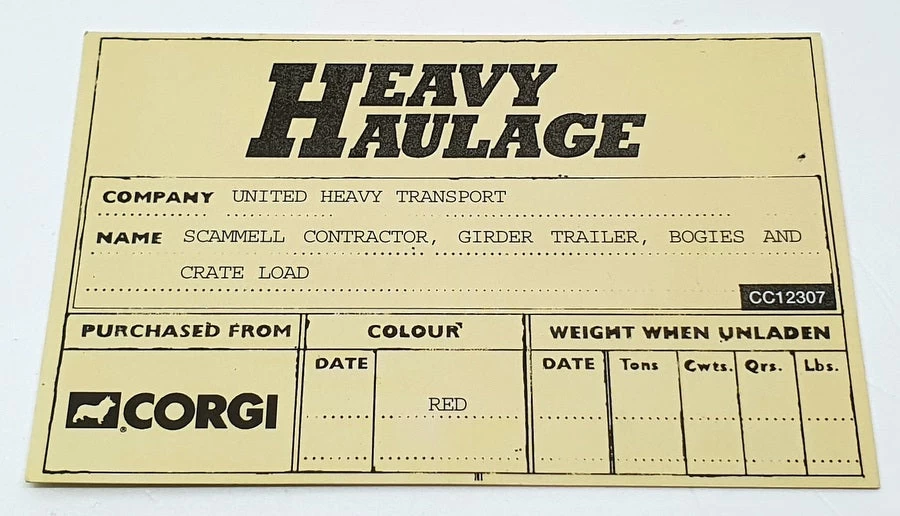 HEAVY
HAULAGE
COMPANY UNITED HEAVY TRANSPORT
NAME SCAMMELL CONTRACTOR, GIRDER TRAILER, BOGIES AND
CRATE LOAD
CC12307
PURCHASED FROM COLOUR WEIGHT WHEN UNLADEN
DATE DATE Tons Cwts. Qrs. Lbs.
RED
CORGI